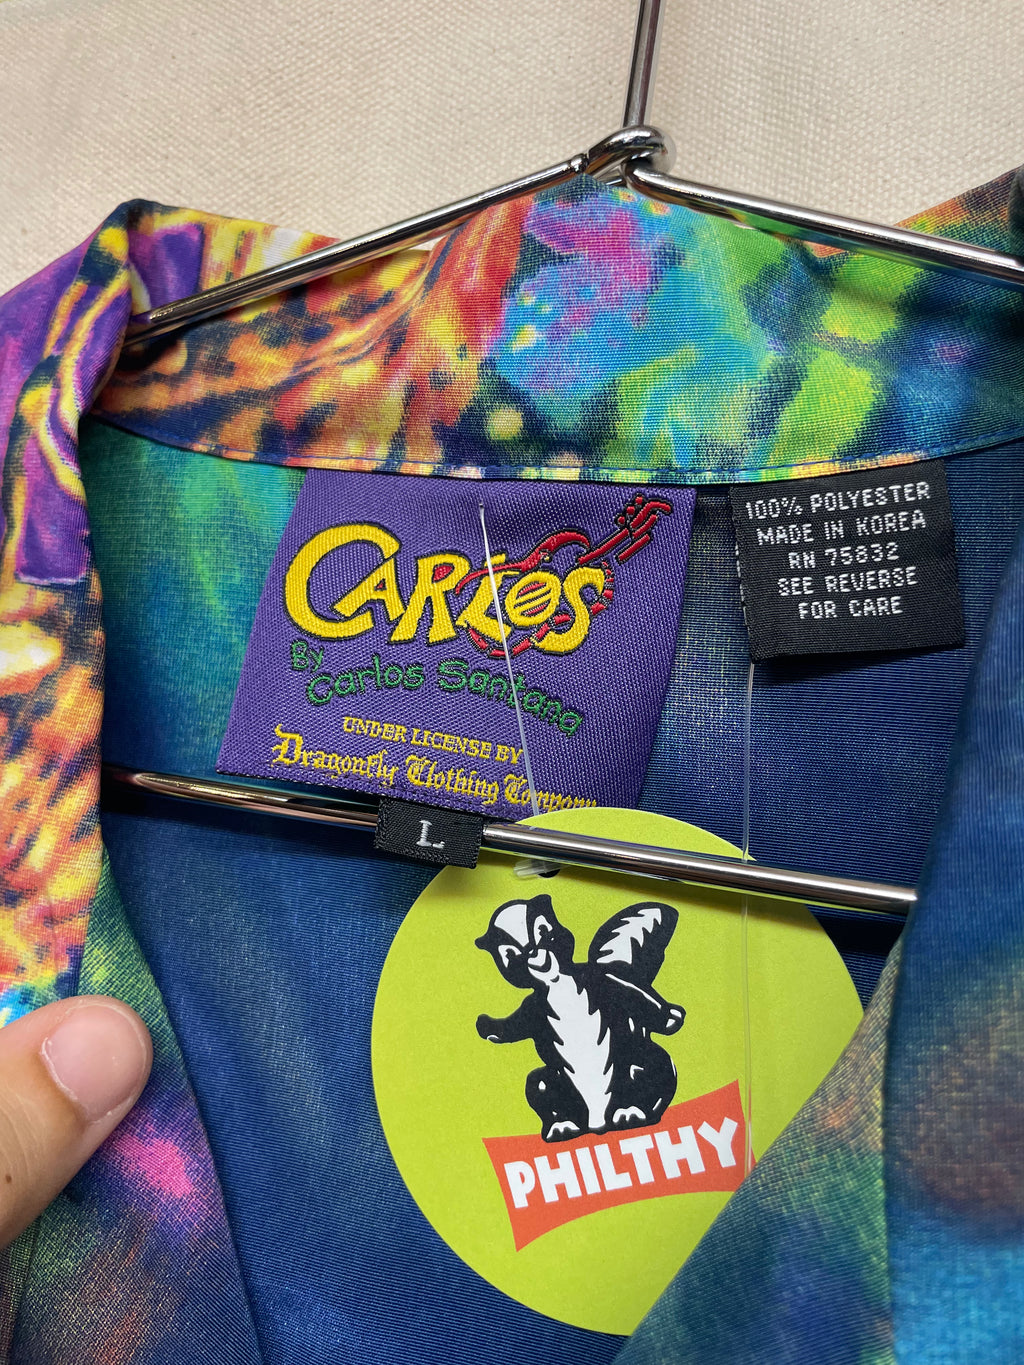 CARLOS
By
Carlos Santana
UNDER LICENSE BY
Dragonfly Clothing Company
L
100% POLYESTER
MADE IN KOREA
RN 75832
SEE REVERSE
FOR CARE
PHILTHY